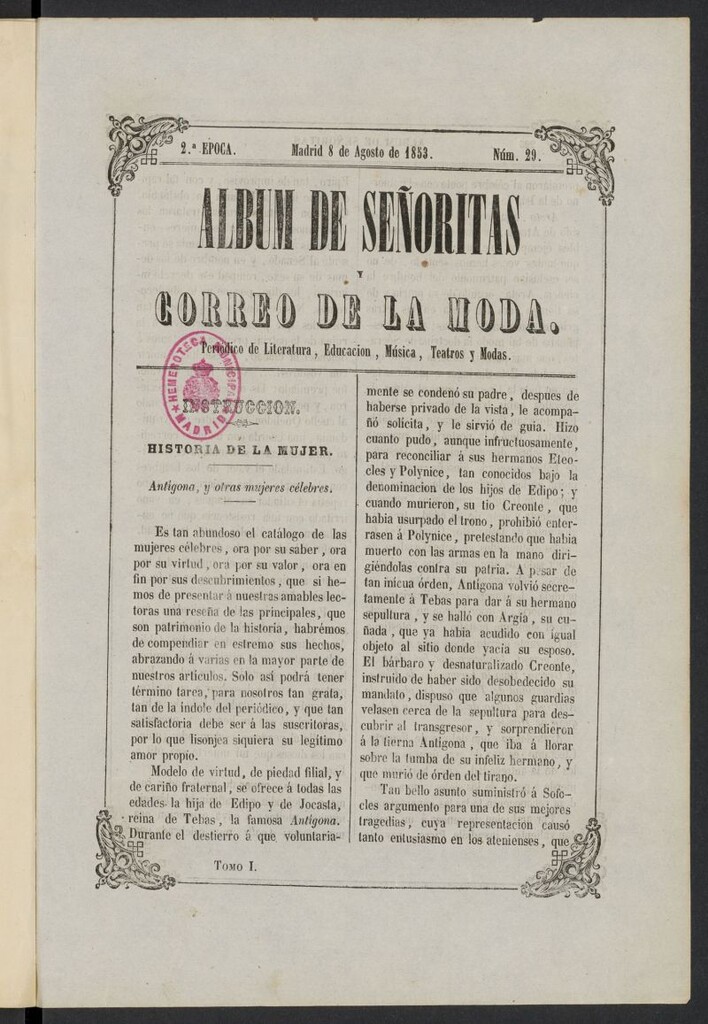 2.ª EPOCA. Madrid 8 de Agosto de 1853. Núm. 29.
ALBUM DE SEÑORITAS
Y
CORREO DE LA MODA.
Periódico de Literatura, Educacion, Música, Teatros y Modas.
HEMEROTECA MUNICIPAL
MADRID
INSTRUCCION.
HISTORIA DE LA MUJER.
Antígona, y otras mujeres célebres.
Es tan abundoso el catálogo de las
mujeres célebres, ora por su saber, ora
por su virtud, ora por su valor, ora en
fin por sus descubrimientos, que si he-
mos de presentar á nuestras amables lec-
toras una reseña de las principales, que
son patrimonio de la historia, habrémos
de compendiar en estremo sus hechos,
abrazando á varias en la mayor parte de
nuestros artículos. Solo así podrá tener
término tarea, para nosotros tan grata,
tan de la indole del periódico, y que tan
satisfactoria debe ser á las suscritoras,
por lo que lisonjea siquiera su legítimo
amor propio.
Modelo de virtud, de piedad filial, y
de cariño fraternal, se ofrece á todas las
edades la hija de Edipo y de Jocasta,
reina de Tebas, la famosa Antígona.
Durante el destierro á que voluntaria-
mente se condenó su padre, despues de
haberse privado de la vista, le acompa-
ñó solicita, y le sirvió de guia. Hizo
cuanto pudo, aunque infructuosamente,
para reconciliar á sus hermanos Eteo-
cles y Polynice, tan conocidos bajo la
denominacion de los hijos de Edipo; y
cuando murieron, su tio Creonte, que
habia usurpado el trono, prohibió enter-
rasen á Polynice, pretestando que habia
muerto con las armas en la mano diri-
giéndolas contra su patria. A pesar de
tan inicua órden, Antígona volvió secre-
tamente á Tebas para dar á su hermano
sepultura, y se halló con Argía, su cu-
ñada, que ya habia acudido con igual
objeto al sitio donde yacía su esposo.
El bárbaro y desnaturalizado Creonte,
instruido de haber sido desobedecido su
mandato, dispuso que algunos guardias
velasen cerca de la sepultura para des-
cubrir al transgresor, y sorprendieron
á la tierna Antígona, que iba á llorar
sobre la tumba de su infeliz hermano, y
que murió de órden del tirano.
Tan bello asunto suministró á Sofo-
cles argumento para una de sus mejores
tragedias, cuya representacion causó
tanto entusiasmo en los atenienses, que
TOMO I.